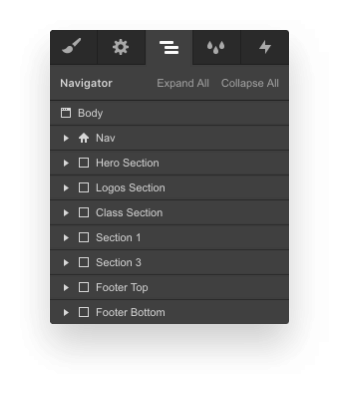 Navigator Expand All Collapse All
Body
Nav
Hero Section
Logos Section
Class Section
Section 1
Section 3
Footer Top
Footer Bottom